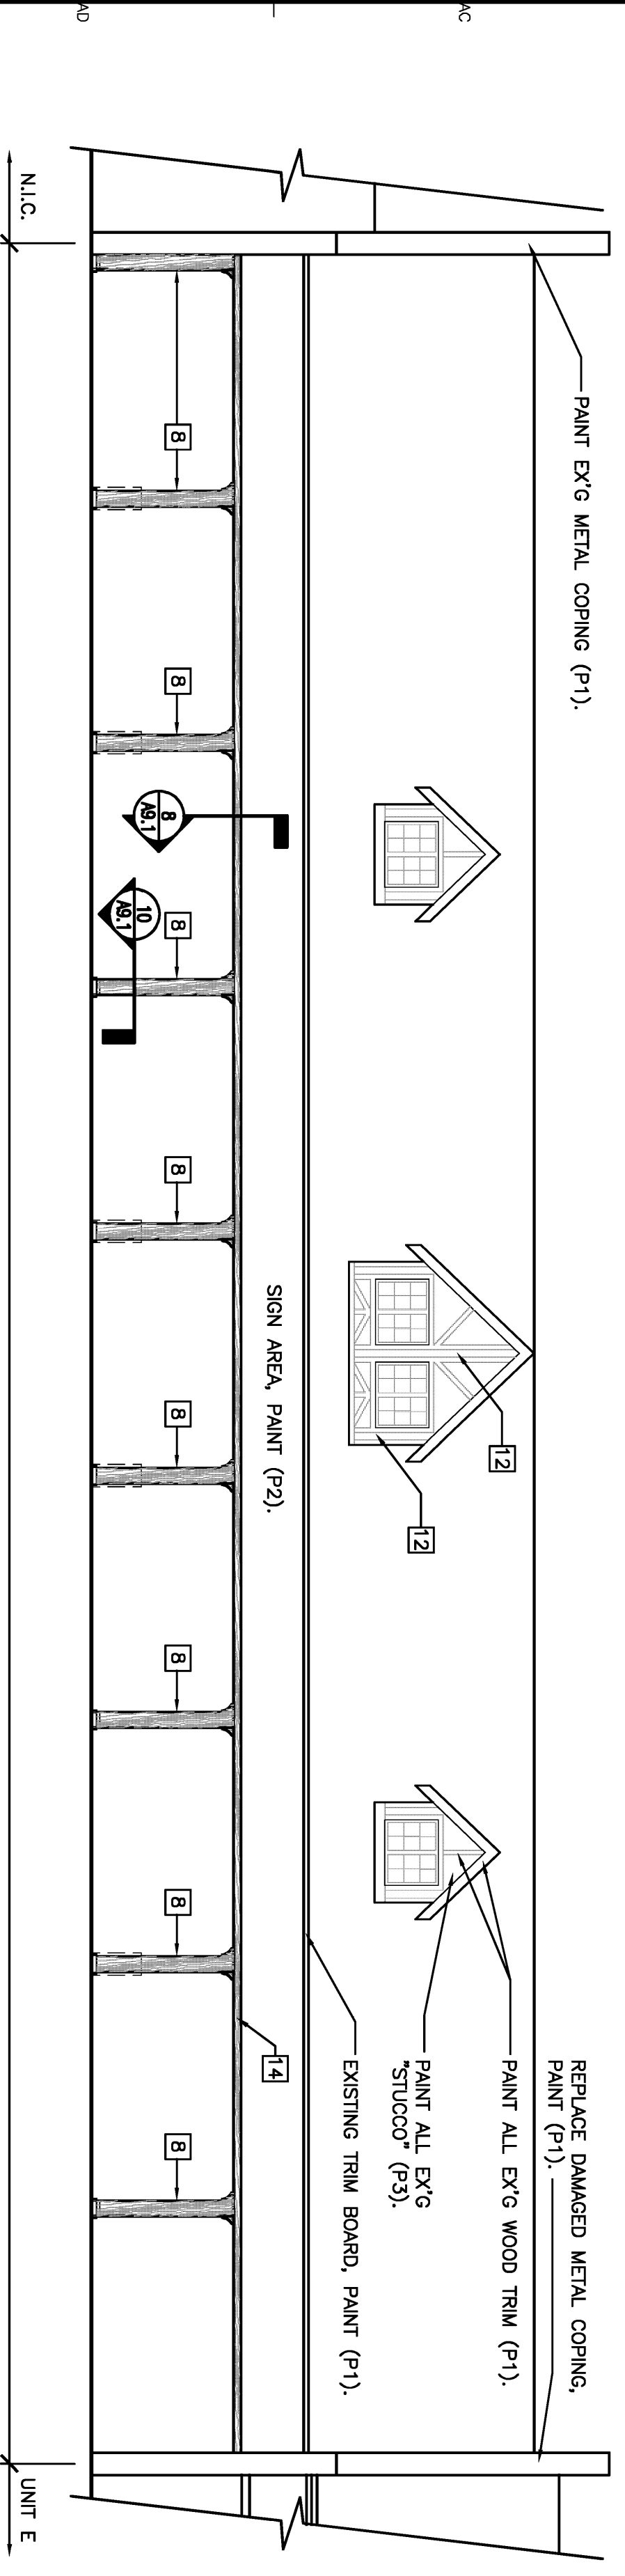 AD
AC
N.I.C.
PAINT EX'G METAL COPING (P1).
8
8
8
A9.1
10
A9.1
8
8
SIGN AREA, PAINT (P2).
8
12
12
8
8
14
8
REPLACE DAMAGED METAL COPING,
PAINT (P1).
PAINT ALL EX'G WOOD TRIM (P1).
PAINT ALL EX'G
"STUCCO" (P3).
EXISTING TRIM BOARD, PAINT (P1).
UNIT E